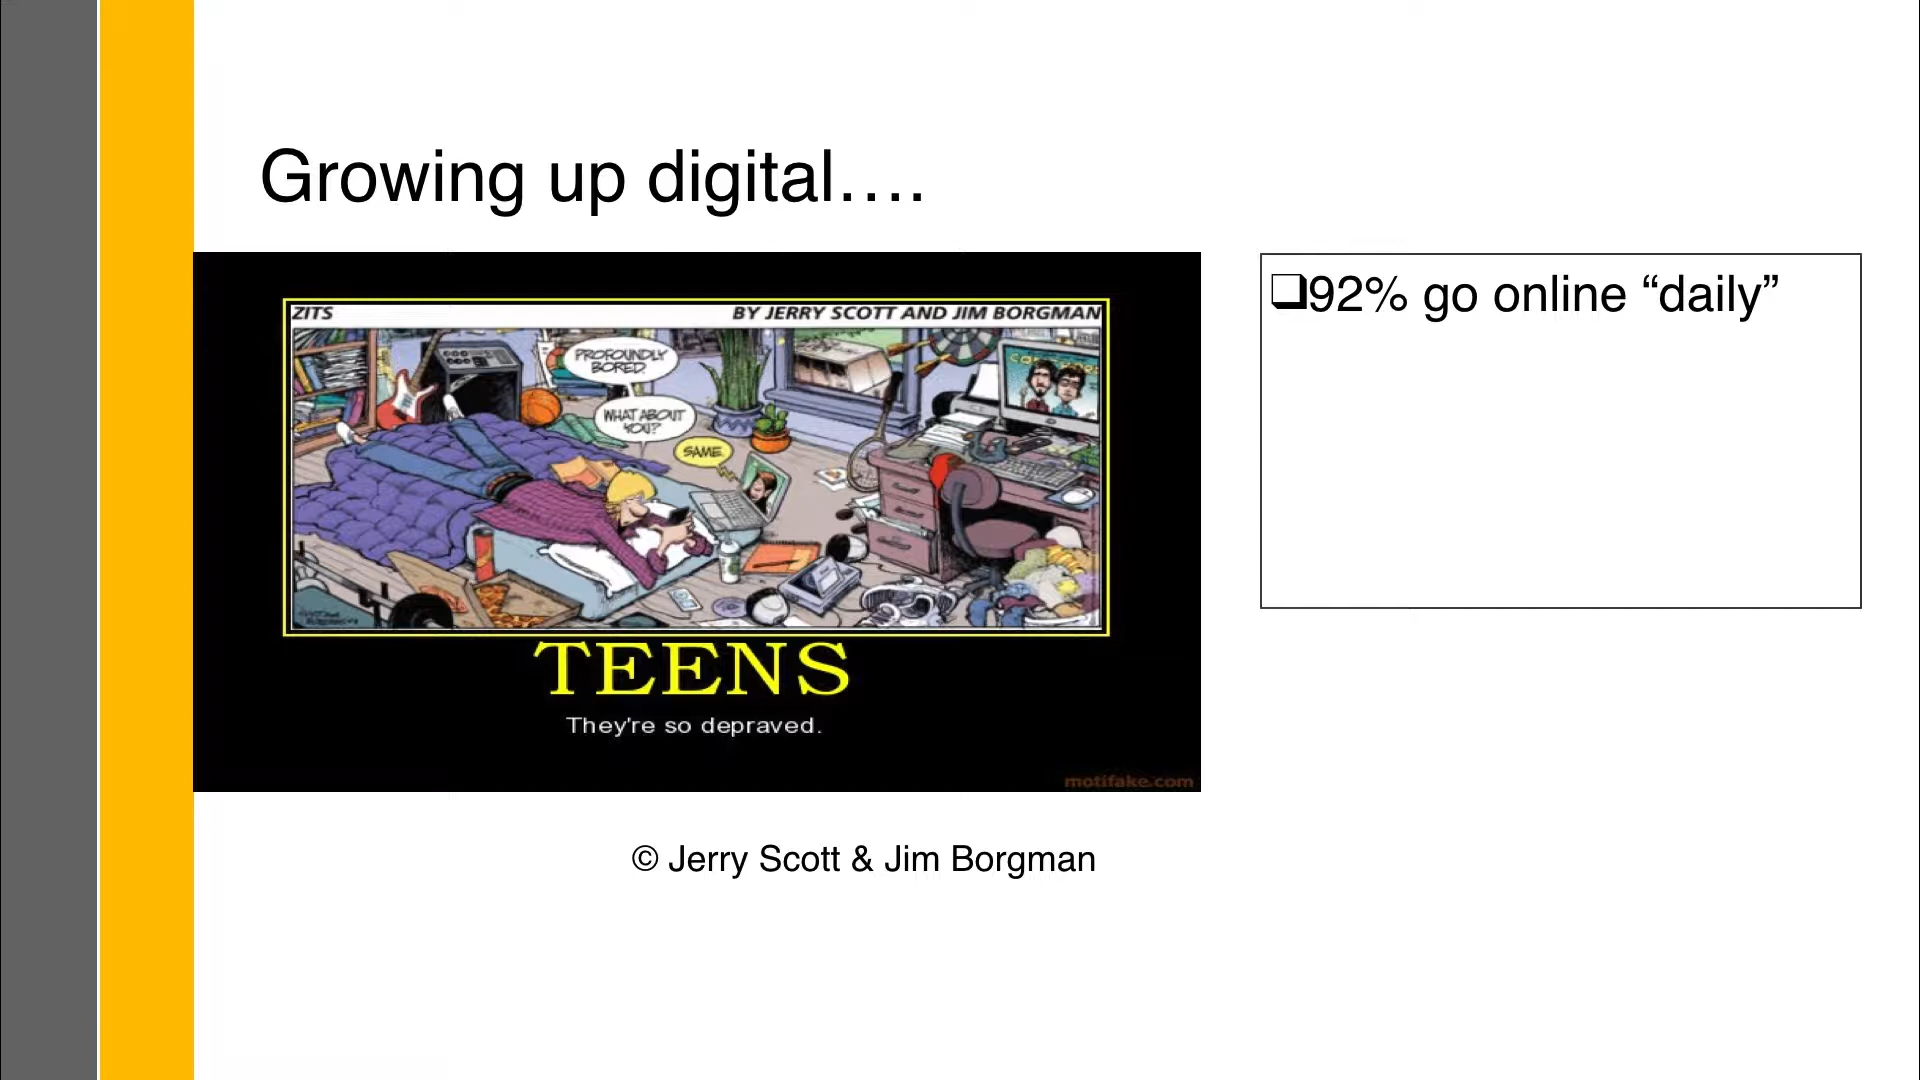 Growing up digital….
ZITS
BY JERRY SCOTT AND JIM BORGMAN
PROFOUNDLY
BORED.
WHAT ABOUT
YOU?
SAME.
TEENS
They're so depraved.
motifake.com
© Jerry Scott & Jim Borgman
❑92% go online “daily”